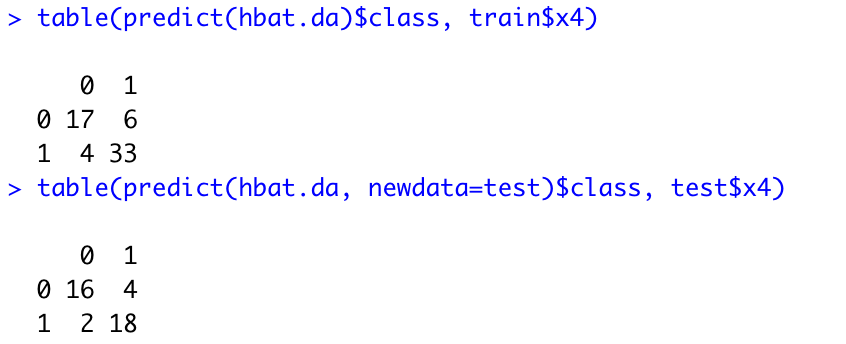 > table(predict(hbat.da)$class, train$x4)
0 1
0 17 6
1 4 33
> table(predict(hbat.da, newdata=test)$class, test$x4)
0 1
0 16 4
1 2 18